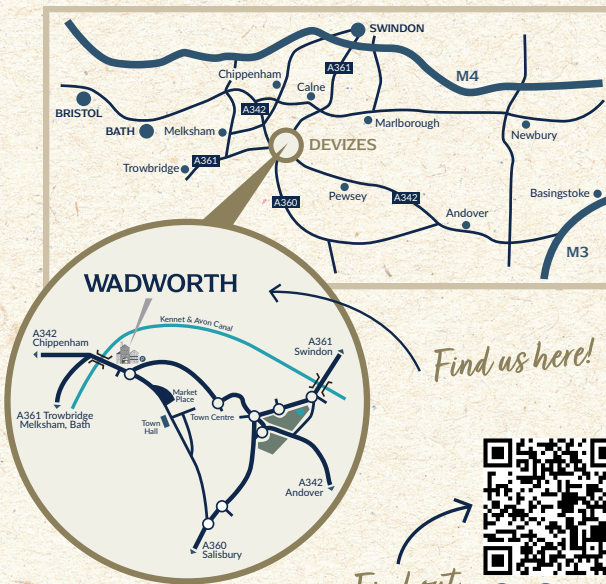 SWINDON
A361
M4
Chippenham
Calne
A342
BRISTOL
BATH
Melksham
Marlborough
Newbury
DEVIZES
A361
Trowbridge
Pewsey
A342
A360
Basingstoke
Andover
M3
WADWORTH
Kennet & Avon Canal
A342
Chippenham
A361
Swindon
Find us here!
Market
Place
A361 Trowbridge
Melksham, Bath
Town
Hall
Town Centre
A342
Andover
A360
Salisbury